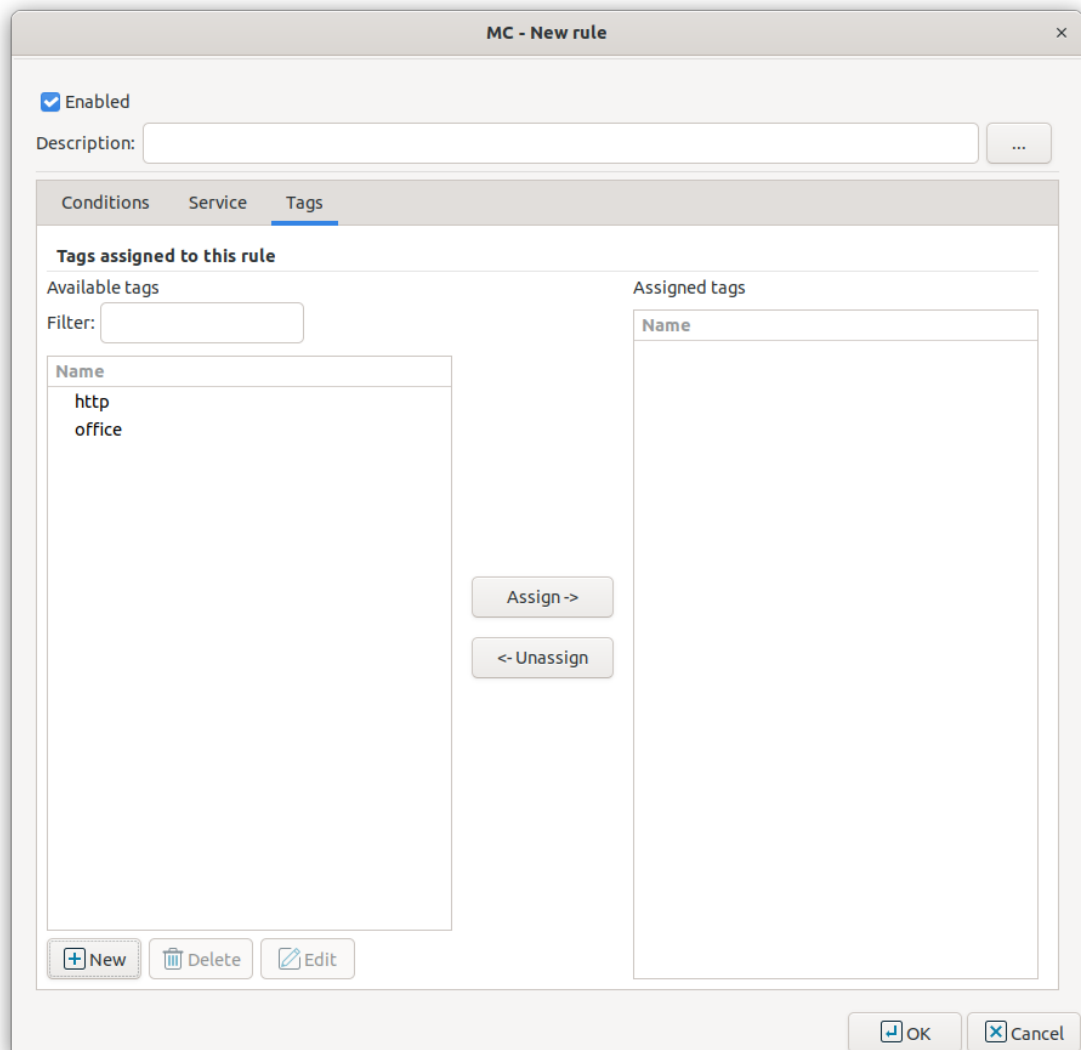 MC - New rule
Enabled
Description:
...
Conditions Service Tags
Tags assigned to this rule
Available tags
Assigned tags
Filter:
Name
Name
http
office
Assign ->
<- Unassign
New Delete Edit
OK Cancel